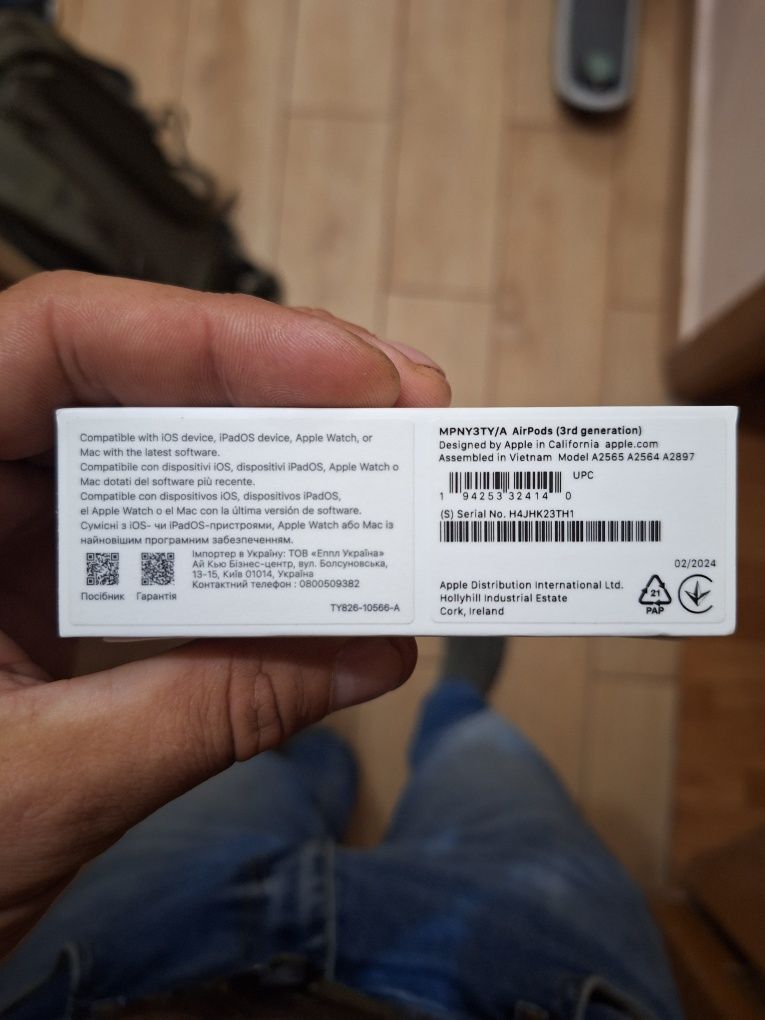 Compatible with iOS device, iPadOS device, Apple Watch, or
Mac with the latest software.
Compatibile con dispositivi iOS, dispositivi iPadOS, Apple Watch o
Mac dotati del software più recente.
Compatible con dispositivos iOS, dispositivos iPadOS,
el Apple Watch o el Mac con la última versión de software.
Сумісні з iOS- чи iPadOS-пристроями, Apple Watch або Mac із
найновішим програмним забезпеченням.
Імпортер в Україну: ТОВ «Еппл Україна»
Ай Кью Бізнес-центр, вул. Болсуновська,
13-15, Київ 01014, Україна
Контактний телефон : 0800509382
Посібник
Гарантія
TY826-10566-A
MPNY3TY/A AirPods (3rd generation)
Designed by Apple in California apple.com
Assembled in Vietnam Model A2565 A2564 A2897
UPC
1 94253 32414 0
(S) Serial No. H4JHK23TH1
02/2024
Apple Distribution International Ltd.
Hollyhill Industrial Estate
Cork, Ireland
21
PAP